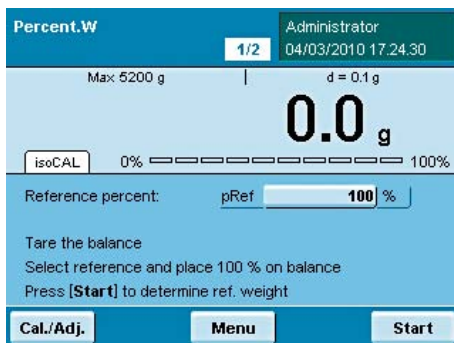 Percent.W
1/2
Administrator
04/03/2010 17.24.30
Max 5200 g
d = 0.1 g
0.0 g
isoCAL 0% 100%
Reference percent: pRef 100 %
Tare the balance
Select reference and place 100 % on balance
Press [Start] to determine ref. weight
Cal./Adj. Menu Start